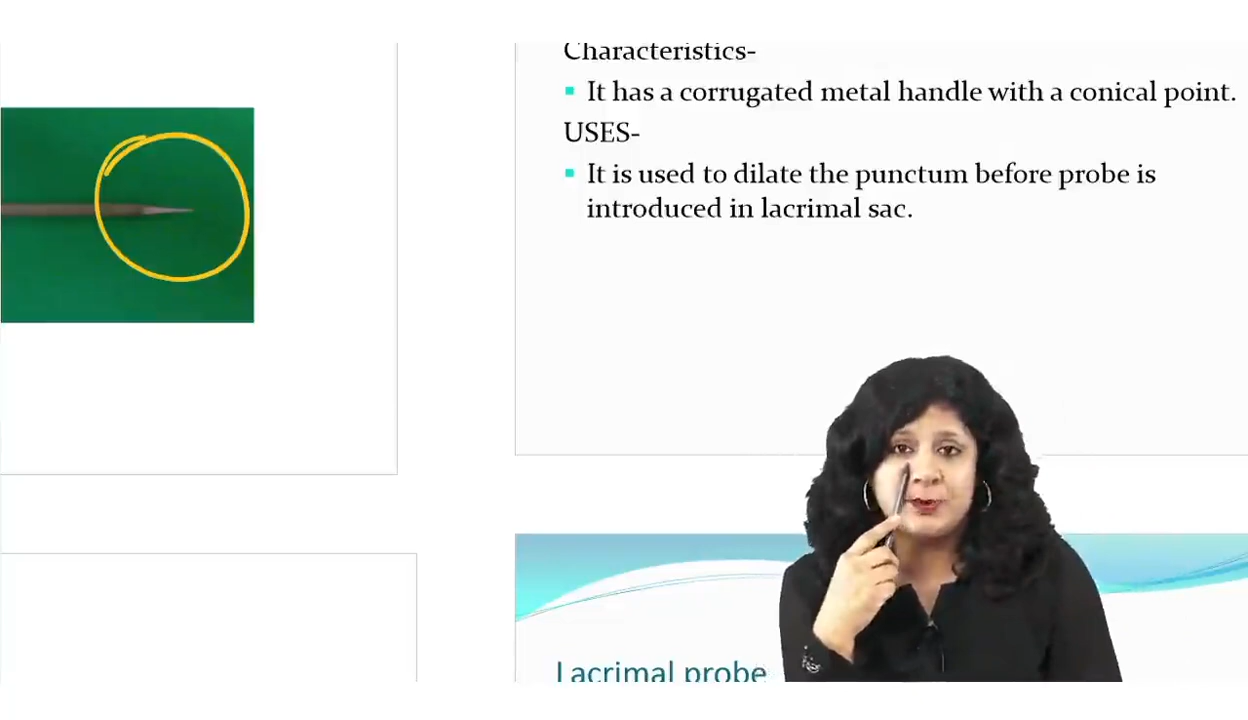 Characteristics-
▪ It has a corrugated metal handle with a conical point.
USES-
▪ It is used to dilate the punctum before probe is
introduced in lacrimal sac.
Lacrimal probe